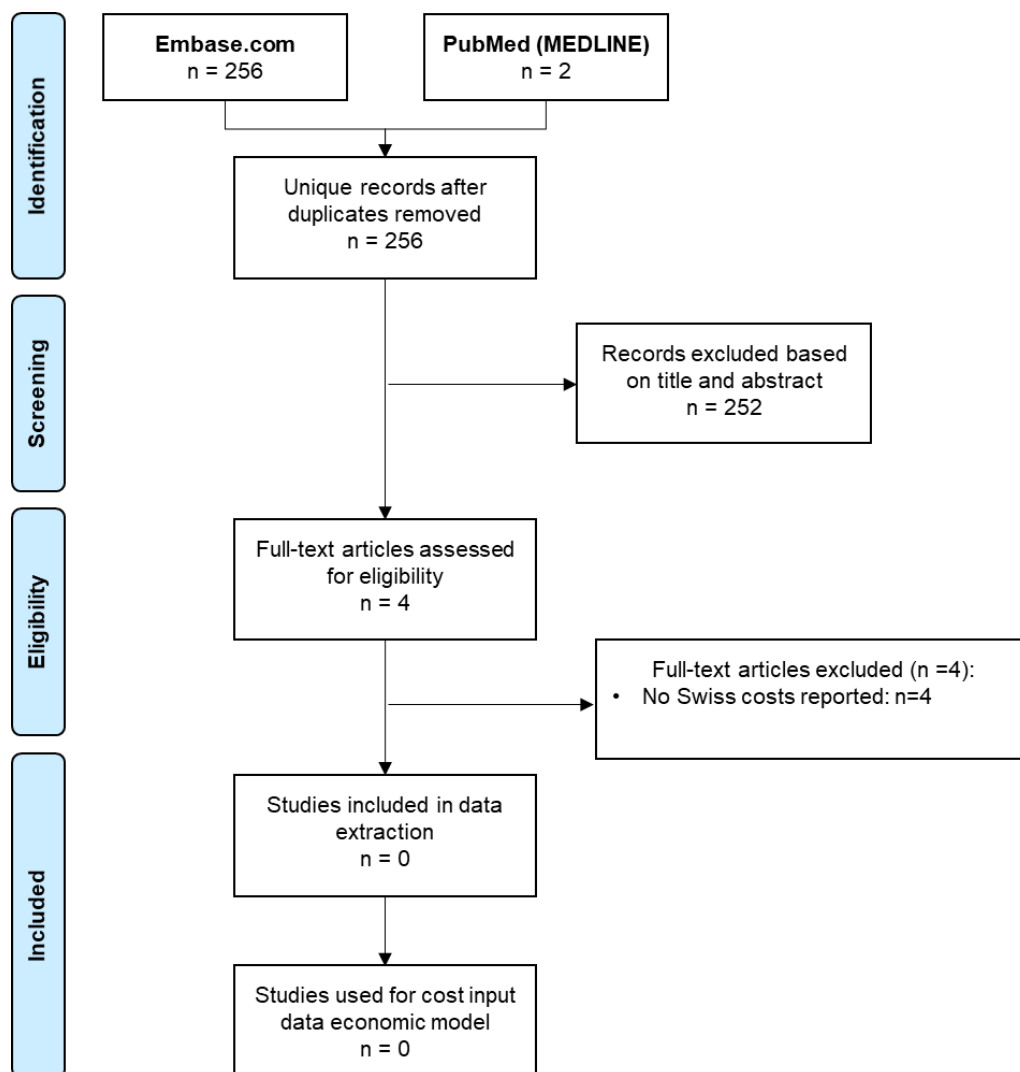 Identification
Embase.com
n = 256
PubMed (MEDLINE)
n = 2
Unique records after
duplicates removed
n = 256
Screening
Records excluded based
on title and abstract
n = 252
Eligibility
Full-text articles assessed
for eligibility
n = 4
Full-text articles excluded (n =4):
• No Swiss costs reported: n=4
Included
Studies included in data
extraction
n = 0
Studies used for cost input
data economic model
n = 0